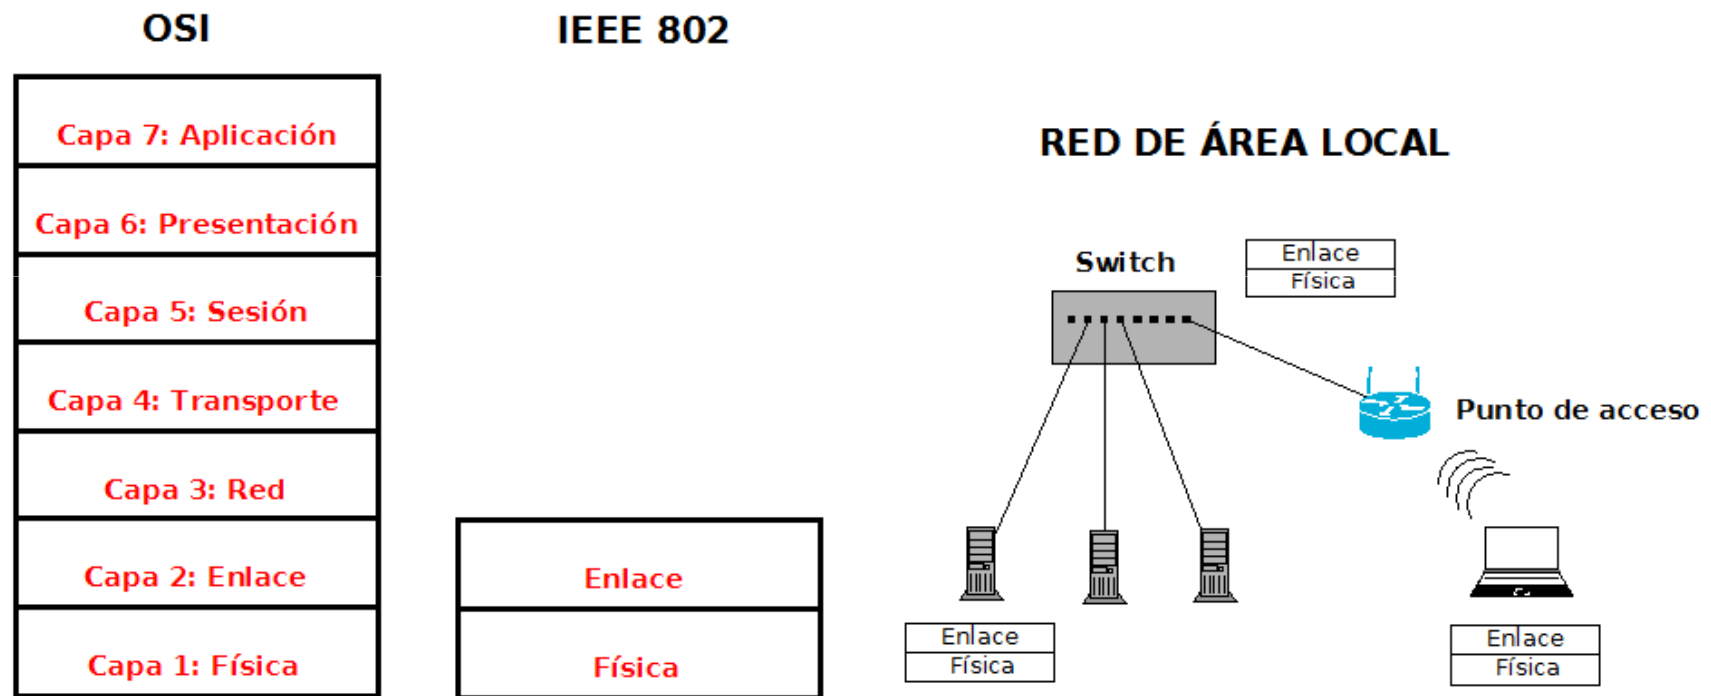 OSI
IEEE 802
Capa 7: Aplicación
Capa 6: Presentación
Capa 5: Sesión
Capa 4: Transporte
Capa 3: Red
Capa 2: Enlace
Capa 1: Física
Enlace
Física
RED DE ÁREA LOCAL
Switch
Enlace
Física
Punto de acceso
Enlace
Física
Enlace
Física